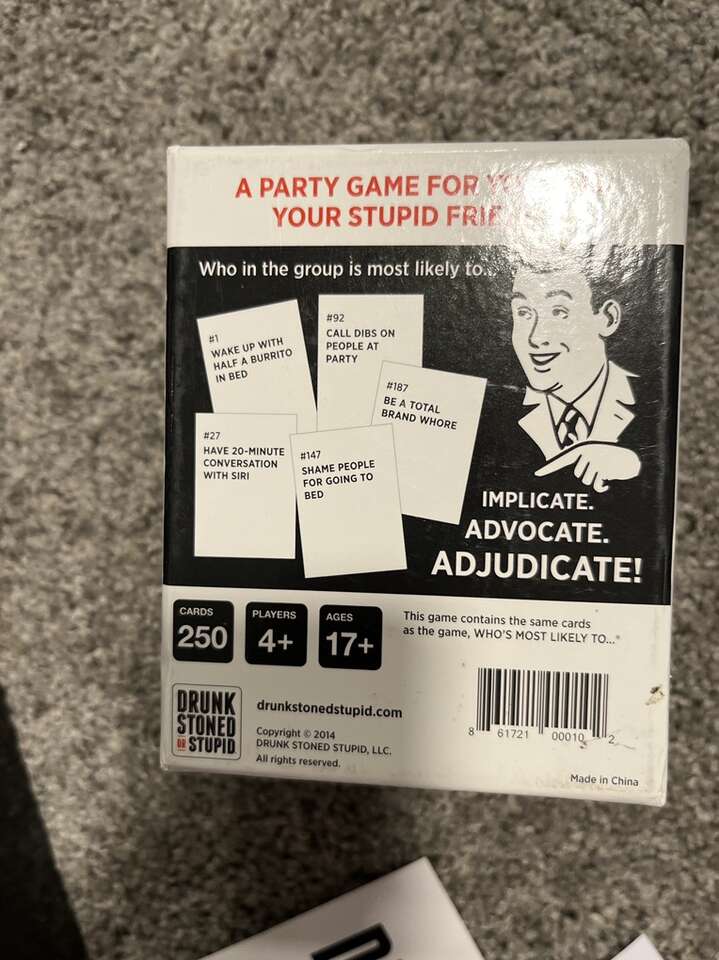 A PARTY GAME FOR
YOUR STUPID
Who in the group is most likely to...
#1
WAKE UP WITH
HALF A BURRITO
IN BED
#92
CALL DIBS ON
PEOPLE AT
PARTY
#187
BE A TOTAL
BRAND WHORE
#27
HAVE 20-MINUTE
CONVERSATION
WITH SIRI
#147
SHAME PEOPLE
FOR GOING TO
BED
IMPLICATE.
ADVOCATE.
ADJUDICATE!
CARDS
250
PLAYERS
4+
AGES
17+
This game contains the same cards
as the game, WHO'S MOST LIKELY TO...®
DRUNK
STONED
OR STUPID
drunkstonedstupid.com
Copyright © 2014
DRUNK STONED STUPID, LLC.
All rights reserved.
8 61721 00010 2
Made in China